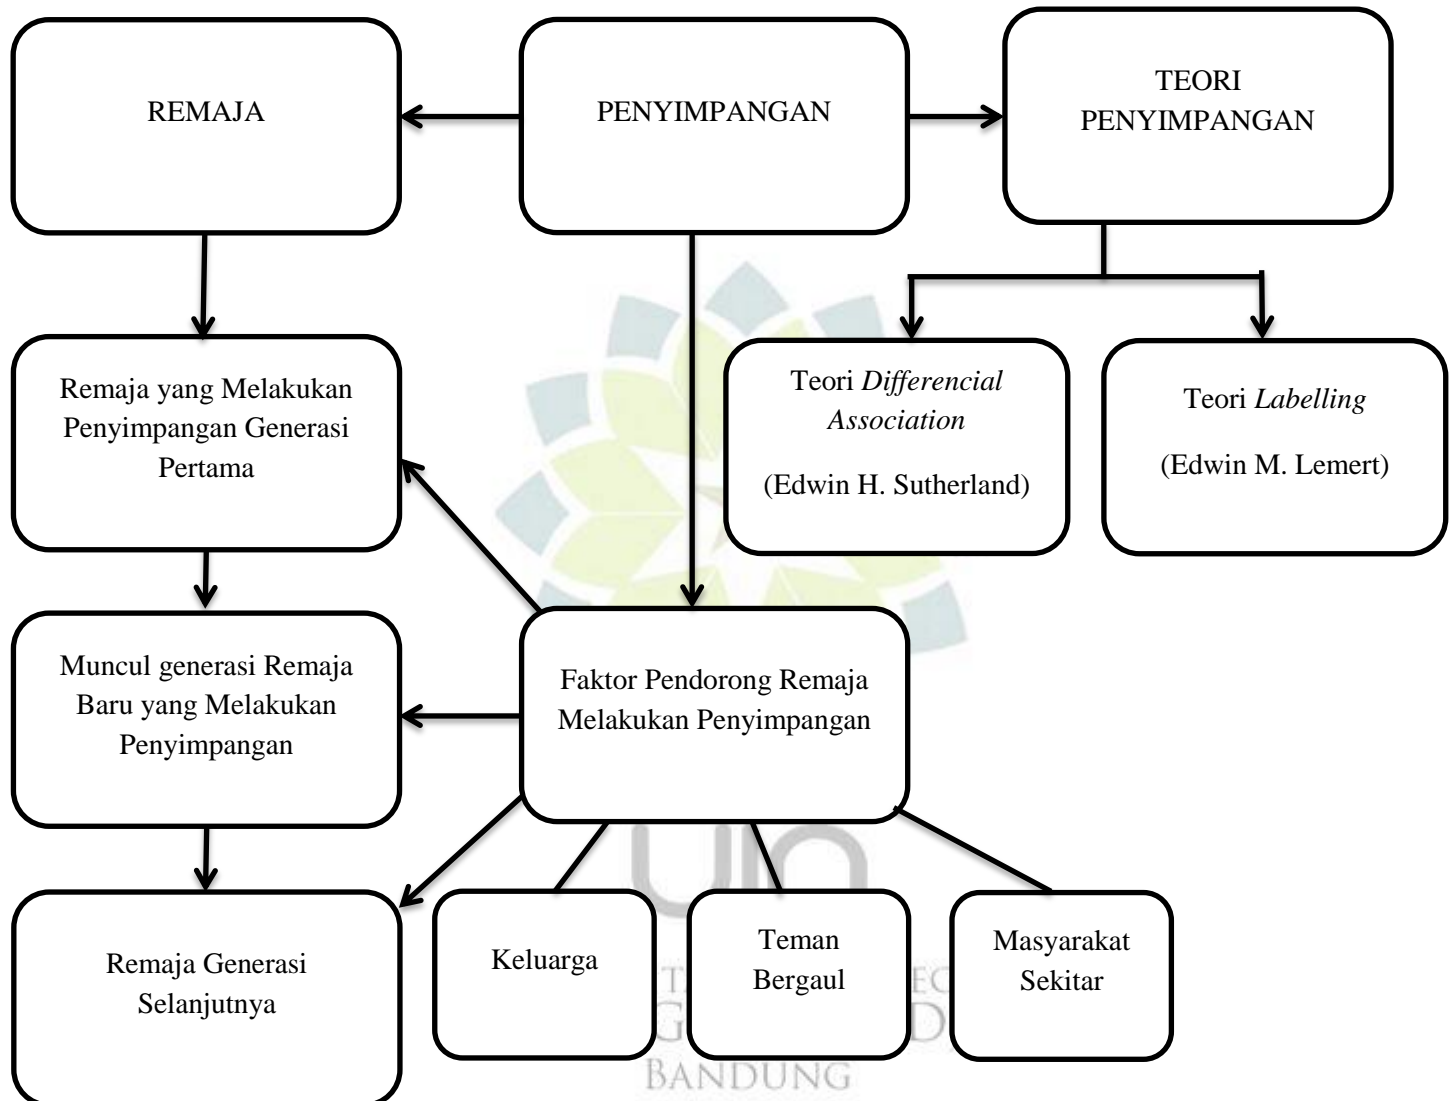 REMAJA
PENYIMPANGAN
TEORI
PENYIMPANGAN
Remaja yang Melakukan
Penyimpangan Generasi
Pertama
Teori Differencial
Association
(Edwin H. Sutherland)
Teori Labelling
(Edwin M. Lemert)
Muncul generasi Remaja
Baru yang Melakukan
Penyimpangan
Faktor Pendorong Remaja
Melakukan Penyimpangan
Remaja Generasi
Selanjutnya
Keluarga
Teman
Bergaul
Masyarakat
Sekitar
BANDUNG